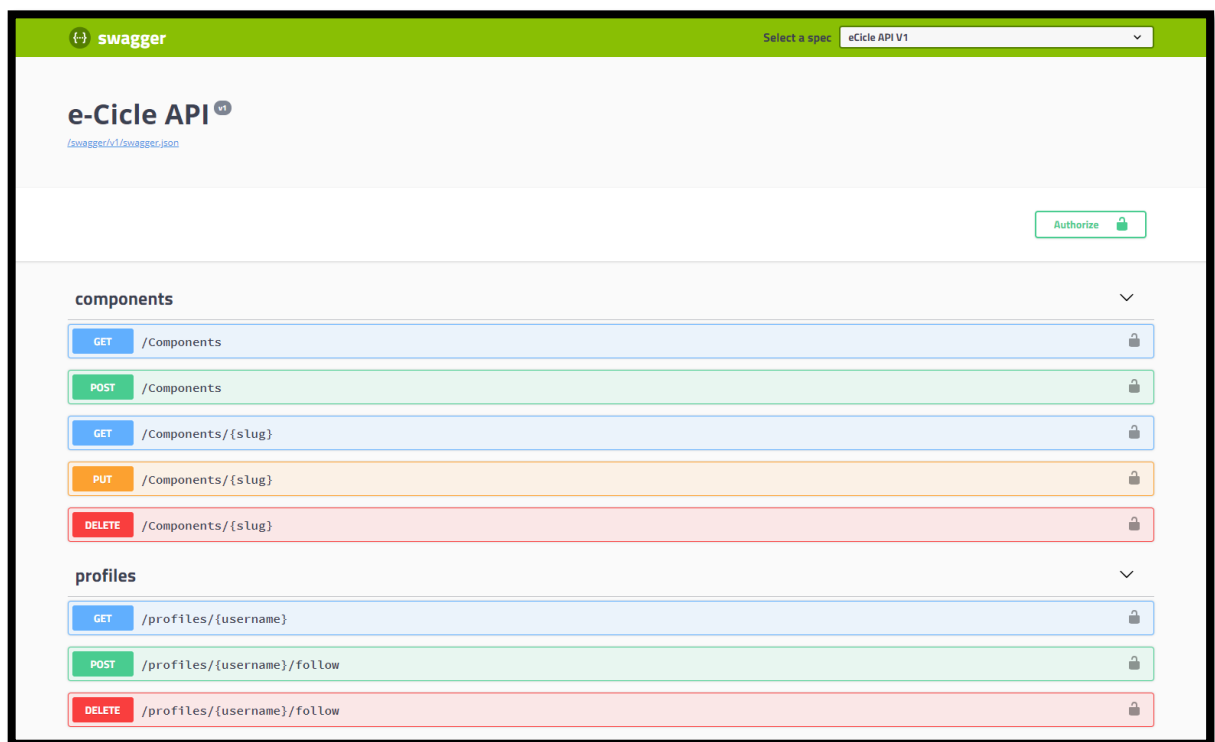 {···} swagger Select a spec eCicle API V1
e-Cicle API v1
/swagger/v1/swagger.json
Authorize
components
GET /Components
POST /Components
GET /Components/{slug}
PUT /Components/{slug}
DELETE /Components/{slug}
profiles
GET /profiles/{username}
POST /profiles/{username}/follow
DELETE /profiles/{username}/follow